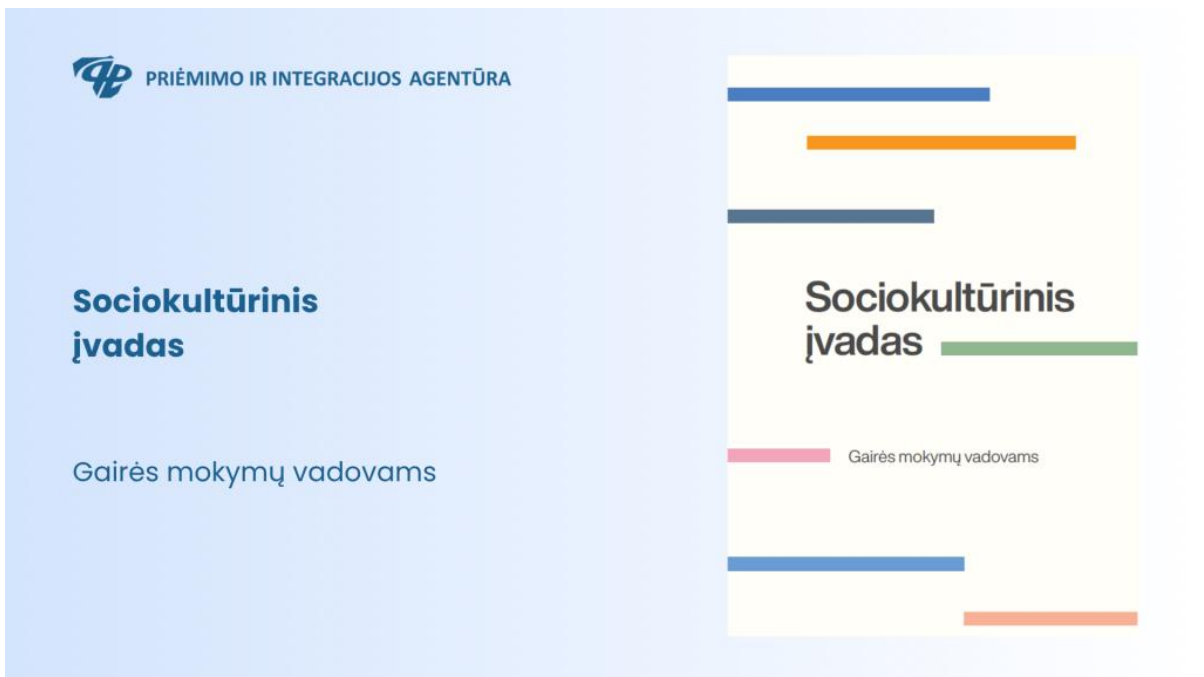 PRIĖMIMO IR INTEGRACIJOS AGENTŪRA
Sociokultūrinis
įvadas
Gairės mokymų vadovams
Sociokultūrinis
įvadas
Gairės mokymų vadovams